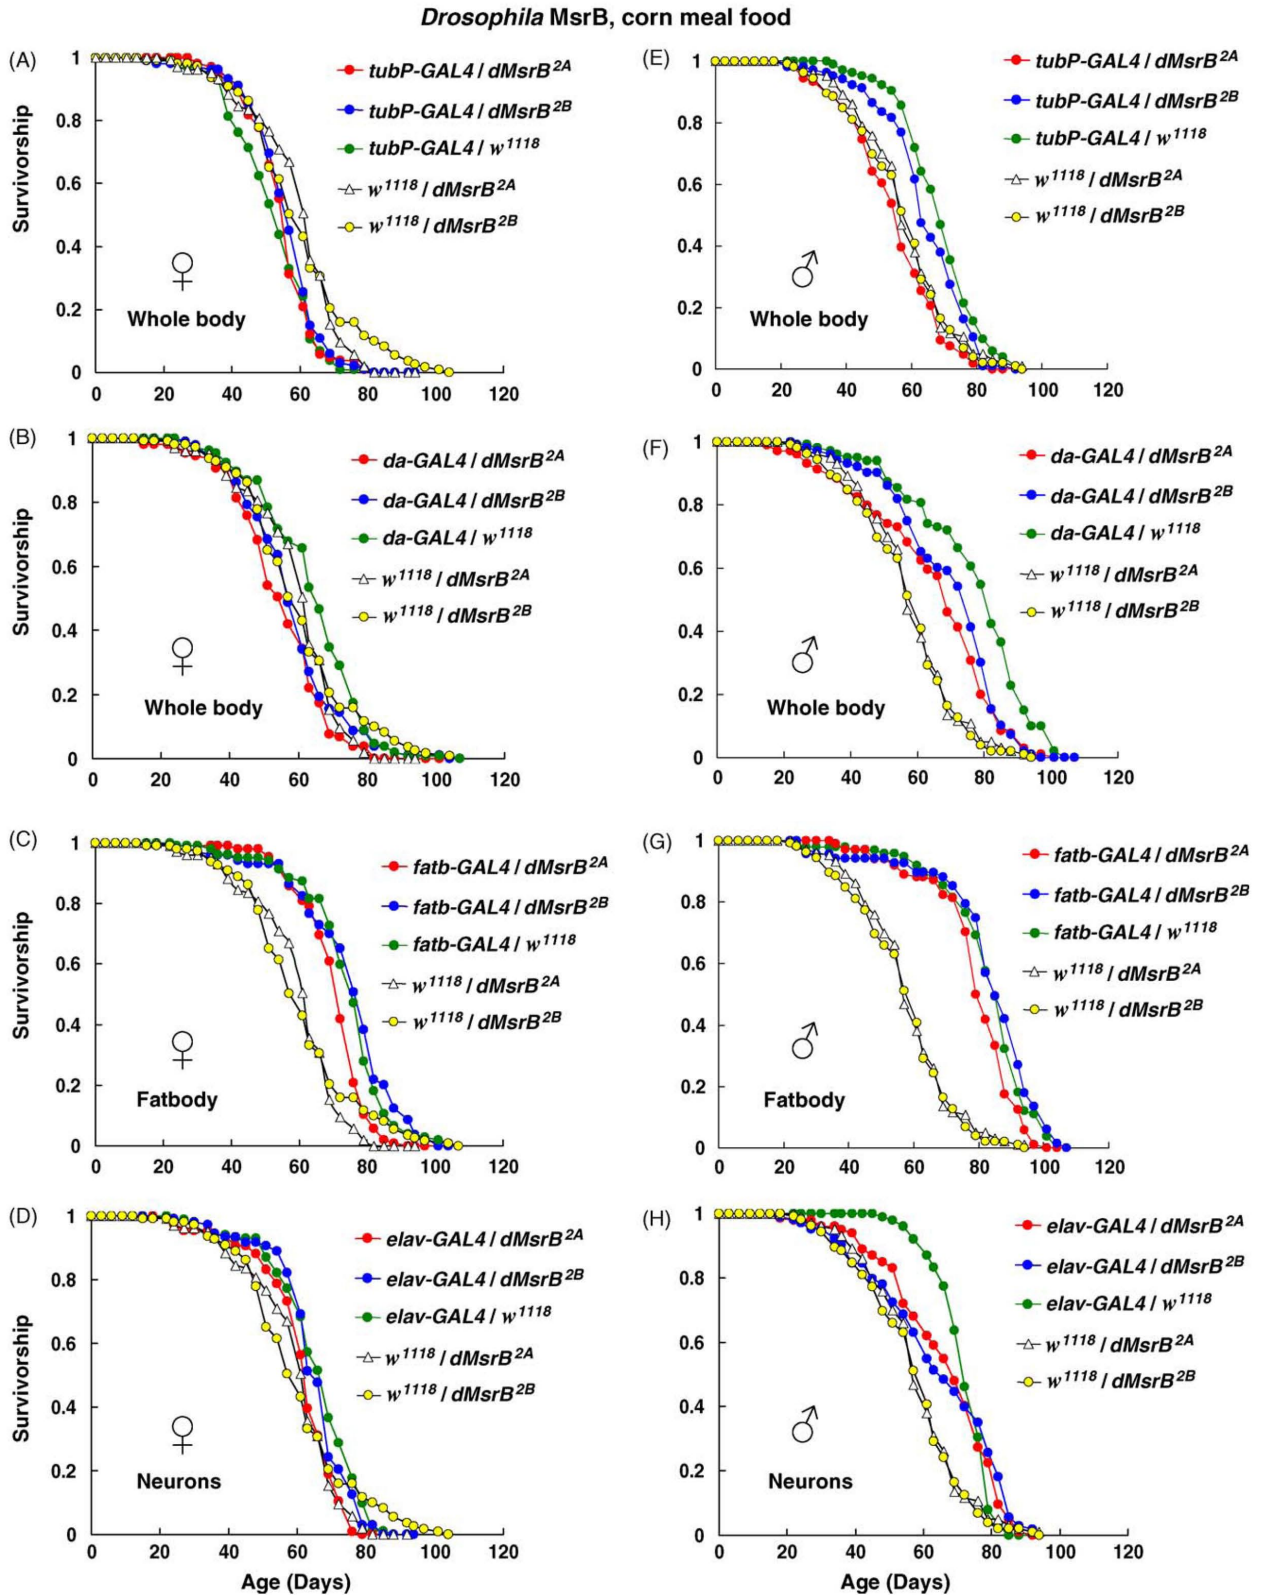 Drosophila MsrB, corn meal food
(A)
1
0.8
0.6
0.4
0.2
0
0 20 40 60 80 100 120
Survivorship
tubP-GAL4 / dMsrB2A
tubP-GAL4 / dMsrB2B
tubP-GAL4 / w1118
w1118 / dMsrB2A
w1118 / dMsrB2B
Whole body
(E)
1
0.8
0.6
0.4
0.2
0
0 20 40 60 80 100 120
tubP-GAL4 / dMsrB2A
tubP-GAL4 / dMsrB2B
tubP-GAL4 / w1118
w1118 / dMsrB2A
w1118 / dMsrB2B
Whole body
(B)
1
0.8
0.6
0.4
0.2
0
0 20 40 60 80 100 120
Survivorship
da-GAL4 / dMsrB2A
da-GAL4 / dMsrB2B
da-GAL4 / w1118
w1118 / dMsrB2A
w1118 / dMsrB2B
Whole body
(F)
1
0.8
0.6
0.4
0.2
0
0 20 40 60 80 100 120
da-GAL4 / dMsrB2A
da-GAL4 / dMsrB2B
da-GAL4 / w1118
w1118 / dMsrB2A
w1118 / dMsrB2B
Whole body
(C)
1
0.8
0.6
0.4
0.2
0
0 20 40 60 80 100 120
Survivorship
fatb-GAL4 / dMsrB2A
fatb-GAL4 / dMsrB2B
fatb-GAL4 / w1118
w1118 / dMsrB2A
w1118 / dMsrB2B
Fatbody
(G)
1
0.8
0.6
0.4
0.2
0
0 20 40 60 80 100 120
fatb-GAL4 / dMsrB2A
fatb-GAL4 / dMsrB2B
fatb-GAL4 / w1118
w1118 / dMsrB2A
w1118 / dMsrB2B
Fatbody
(D)
1
0.8
0.6
0.4
0.2
0
0 20 40 60 80 100 120
Survivorship
elav-GAL4 / dMsrB2A
elav-GAL4 / dMsrB2B
elav-GAL4 / w1118
w1118 / dMsrB2A
w1118 / dMsrB2B
Neurons
Age (Days)
(H)
1
0.8
0.6
0.4
0.2
0
0 20 40 60 80 100 120
elav-GAL4 / dMsrB2A
elav-GAL4 / dMsrB2B
elav-GAL4 / w1118
w1118 / dMsrB2A
w1118 / dMsrB2B
Neurons
Age (Days)